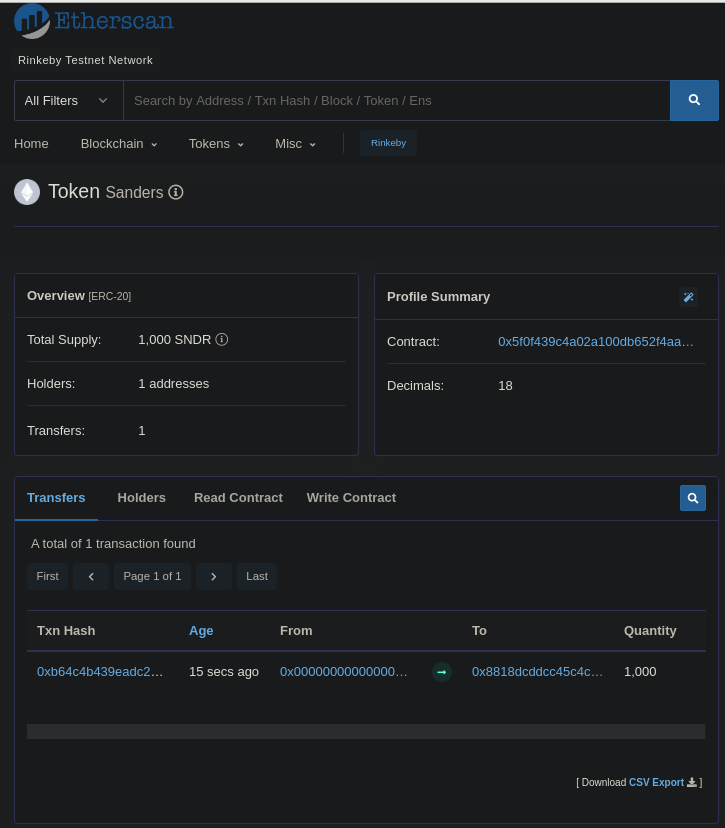 Etherscan
Rinkeby Testnet Network
All Filters Search by Address / Txn Hash / Block / Token / Ens
Home Blockchain Tokens Misc Rinkeby
Token Sanders
Overview [ERC-20]
Total Supply: 1,000 SNDR
Holders: 1 addresses
Transfers: 1
Profile Summary
Contract: 0x5f0f439c4a02a100db652f4aa…
Decimals: 18
Transfers Holders Read Contract Write Contract
A total of 1 transaction found
First Page 1 of 1 Last
Txn Hash Age From To Quantity
0xb64c4b439eadc2… 15 secs ago 0x00000000000000… 0x8818dcddcc45c4c… 1,000
[ Download CSV Export ]